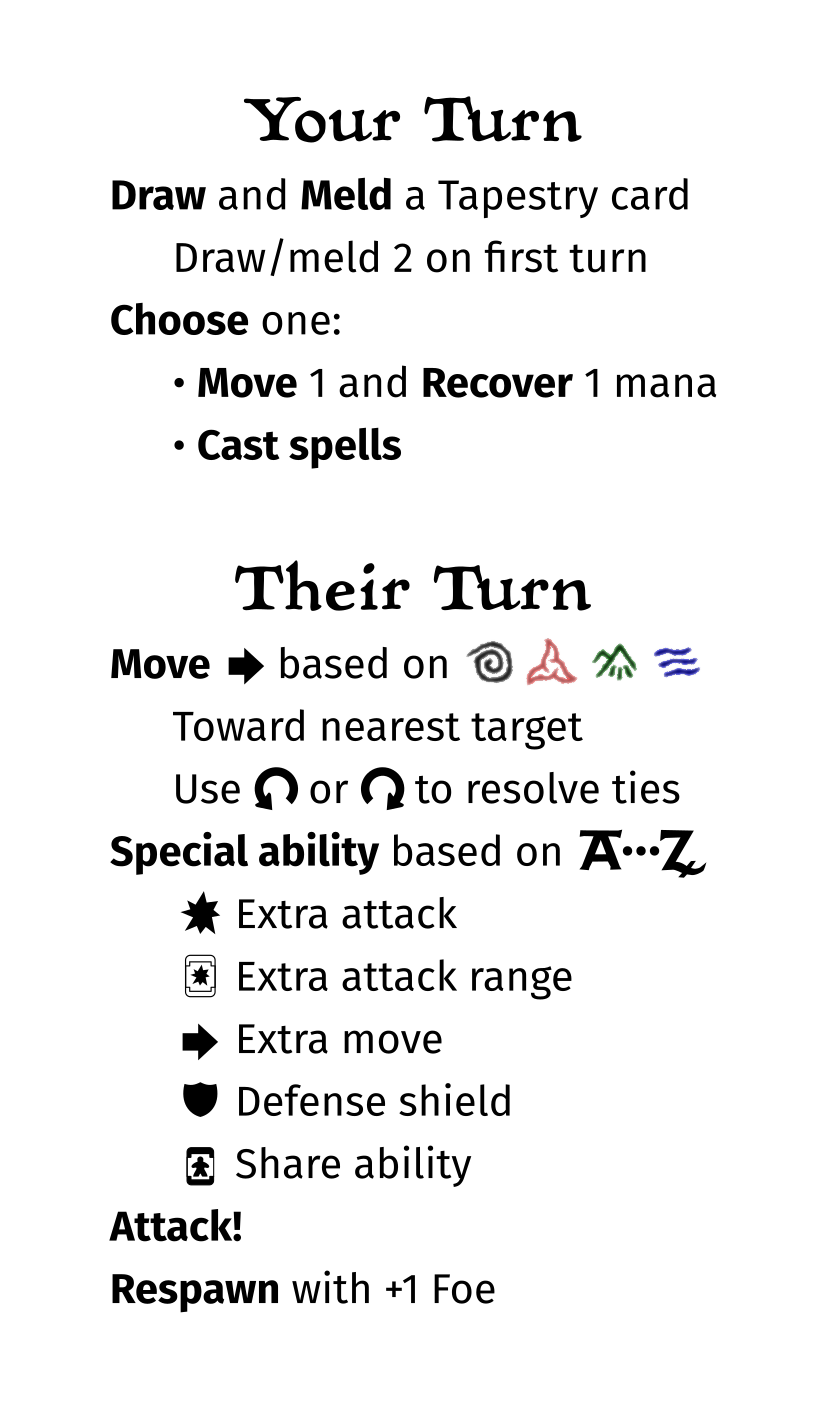 Your Turn
Draw and Meld a Tapestry card
Draw/meld 2 on first turn
Choose one:
• Move 1 and Recover 1 mana
• Cast spells
Their Turn
Move based on
Toward nearest target
Use or to resolve ties
Special ability based on A···Z
Extra attack
Extra attack range
Extra move
Defense shield
Share ability
Attack!
Respawn with +1 Foe